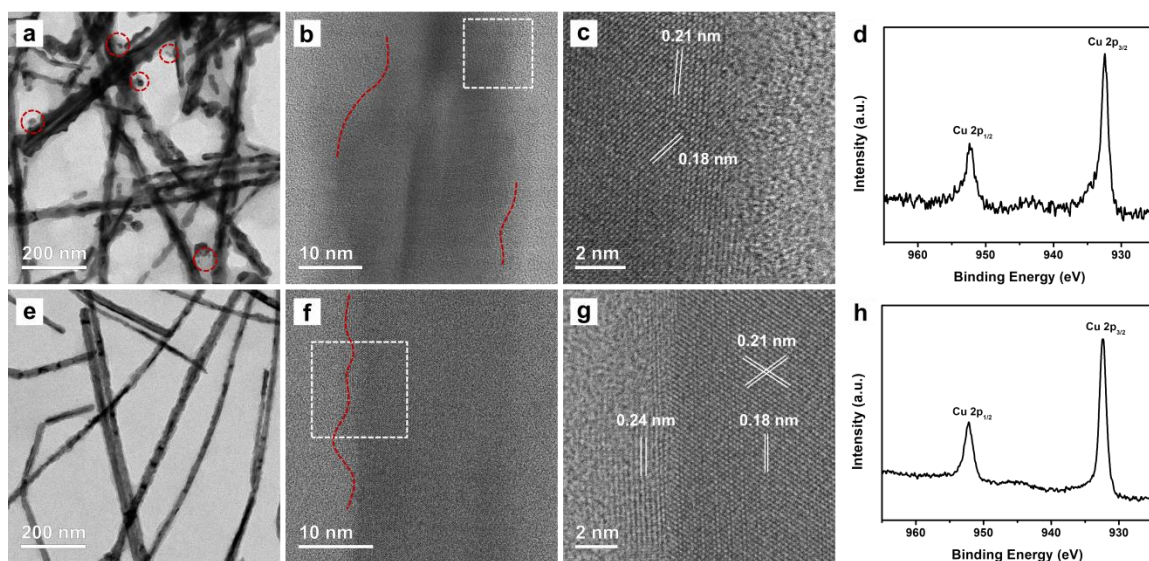 a
200 nm
b
10 nm
c
0.21 nm
0.18 nm
2 nm
d
Cu 2p3/2
Cu 2p1/2
Intensity (a.u.)
960
950
940
930
Binding Energy (eV)
e
200 nm
f
10 nm
g
0.21 nm
0.24 nm
0.18 nm
2 nm
h
Cu 2p3/2
Cu 2p1/2
Intensity (a.u.)
960
950
940
930
Binding Energy (eV)